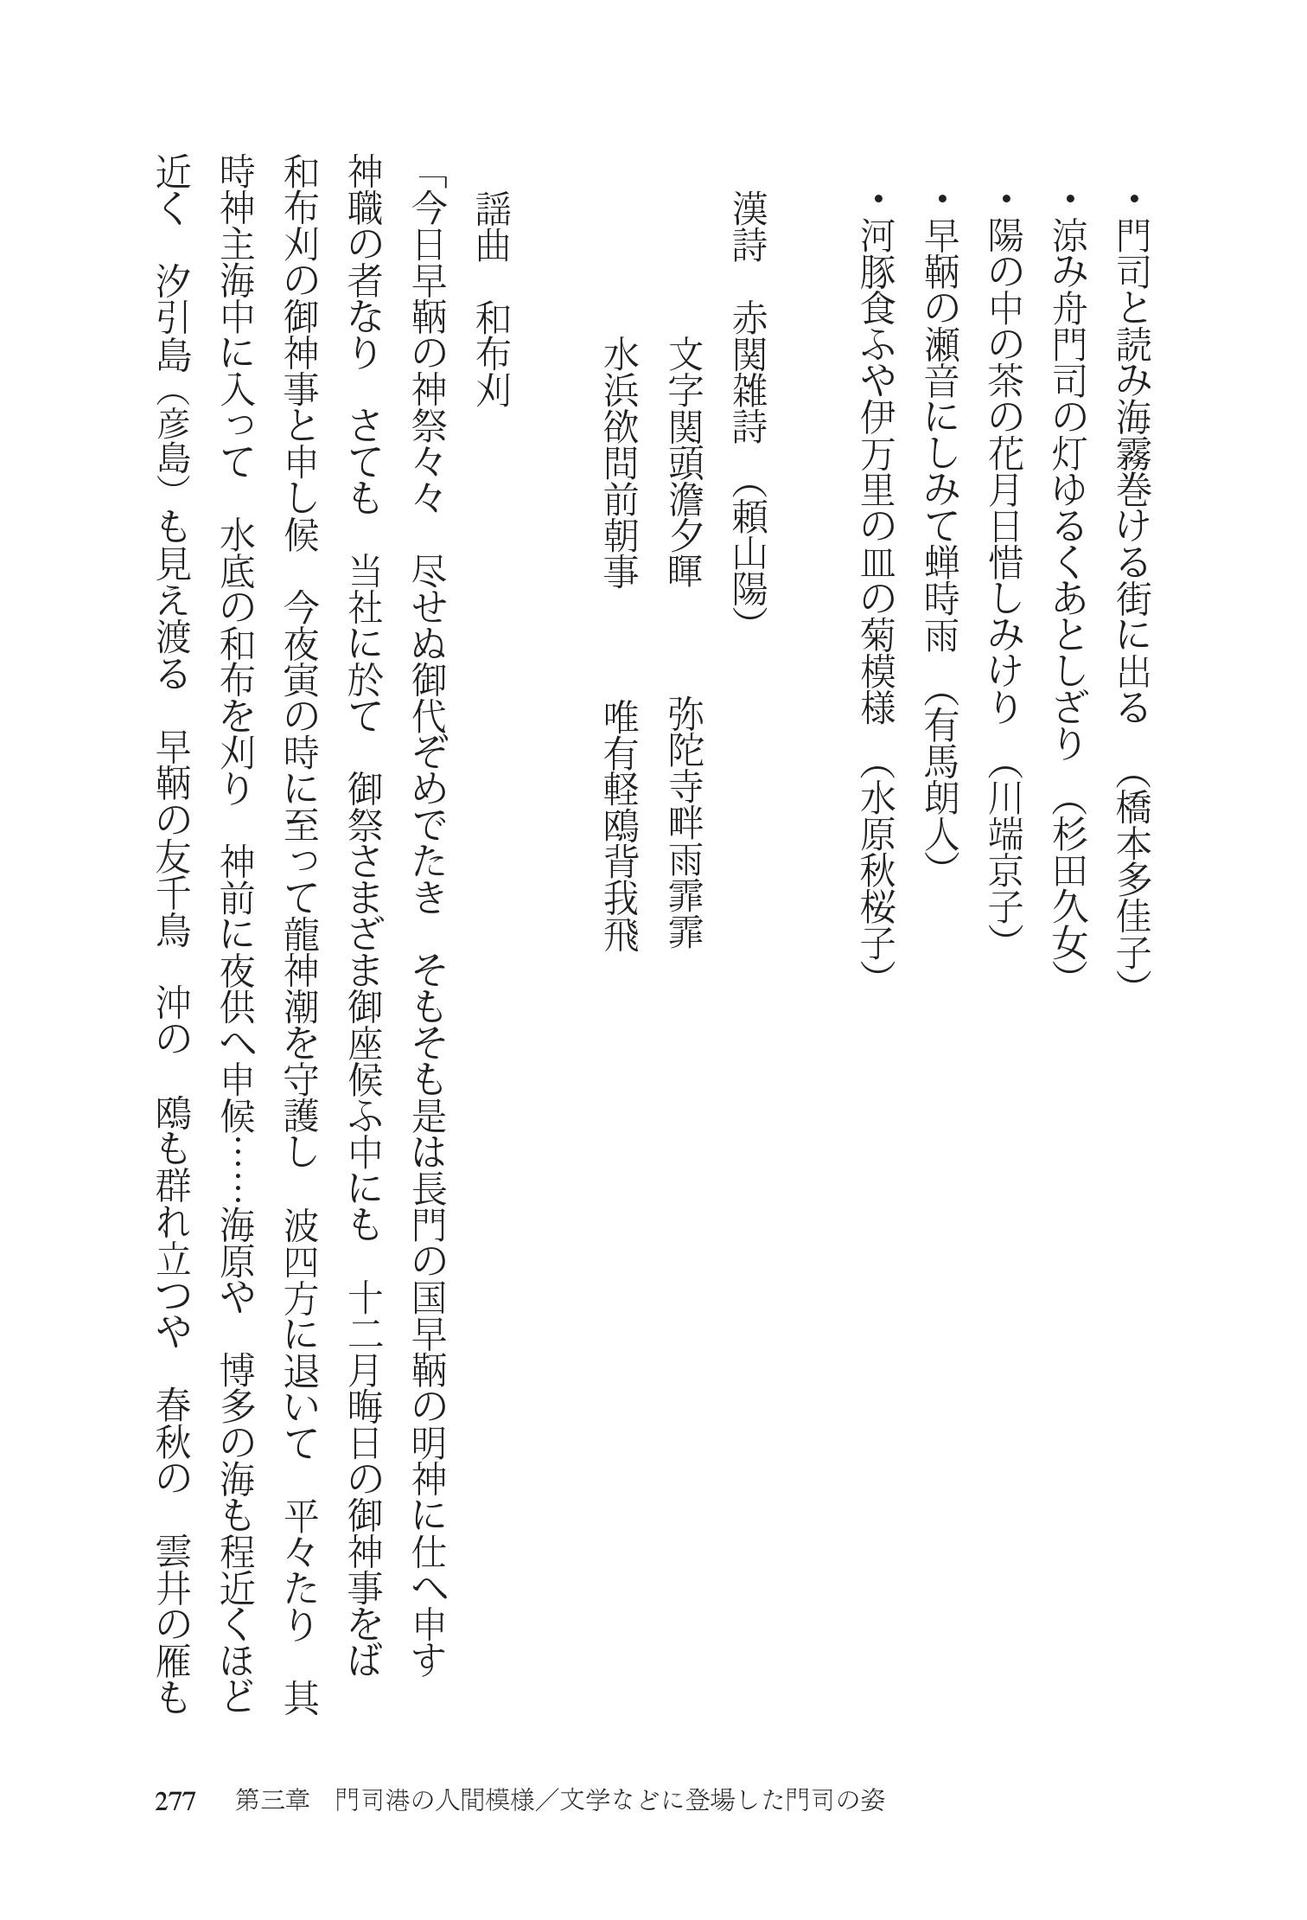 ・門司と読み海霧巻ける街に出る　（橋本多佳子）
・涼み舟門司の灯ゆるくあとしざり　（杉田久女）
・陽の中の茶の花月日惜しみけり　（川端京子）
・早鞆の瀬音にしみて蝉時雨　（有馬朗人）
・河豚食ふや伊万里の皿の菊模様　（水原秋桜子）
漢詩　赤関雑詩　（頼山陽）
文字関頭澹夕暉　　　弥陀寺畔雨霏霏
水浜欲問前朝事　　　唯有軽鴎背我飛
謡曲　和布刈
「今日早鞆の神祭々々　尽せぬ御代ぞめでたき　そもそも是は長門の国早鞆の明神に仕へ申す
神職の者なり　さても　当社に於て　御祭さまざま御座候ふ中にも　十二月晦日の御神事をば
和布刈の御神事と申し候　今夜寅の時に至って龍神潮を守護し　波四方に退いて　平々たり　其
時神主海中に入って　水底の和布を刈り　神前に夜供へ申候……海原や　博多の海も程近くほど
近く　汐引島（彦島）も見え渡る　早鞆の友千鳥　沖の　鴎も群れ立つや　春秋の　雲井の雁も
277　第三章　門司港の人間模様／文学などに登場した門司の姿